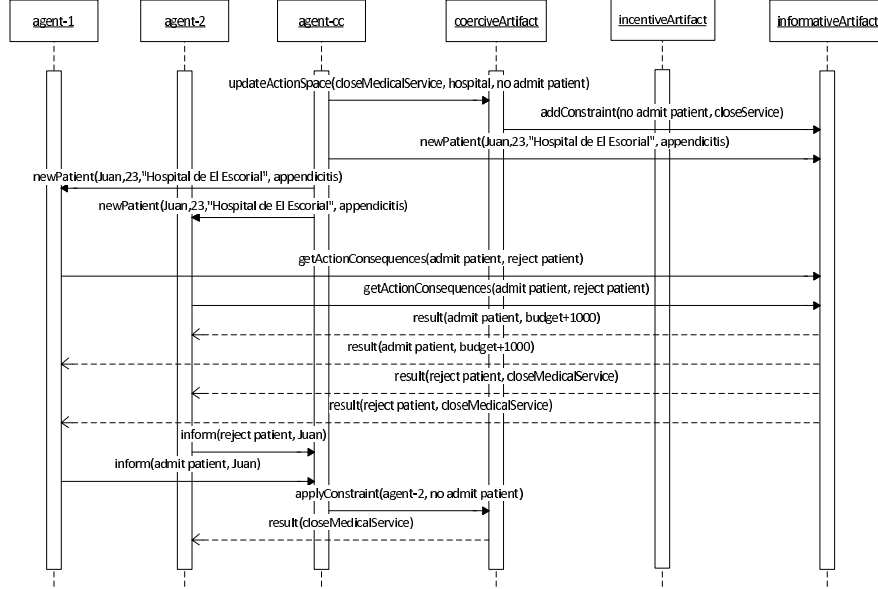 agent-1
agent-2
agent-cc
coerciveArtifact
incentiveArtifact
informativeArtifact
updateActionSpace(closeMedicalService, hospital, no admit patient)
addConstraint(no admit patient, closeService)
newPatient(Juan,23,"Hospital de El Escorial", appendicitis)
newPatient(Juan,23,"Hospital de El Escorial", appendicitis)
newPatient(Juan,23,"Hospital de El Escorial", appendicitis)
getActionConsequences(admit patient, reject patient)
getActionConsequences(admit patient, reject patient)
result(admit patient, budget+1000)
result(admit patient, budget+1000)
result(reject patient, closeMedicalService)
result(reject patient, closeMedicalService)
inform(reject patient, Juan)
inform(admit patient, Juan)
applyConstraint(agent-2, no admit patient)
result(closeMedicalService)